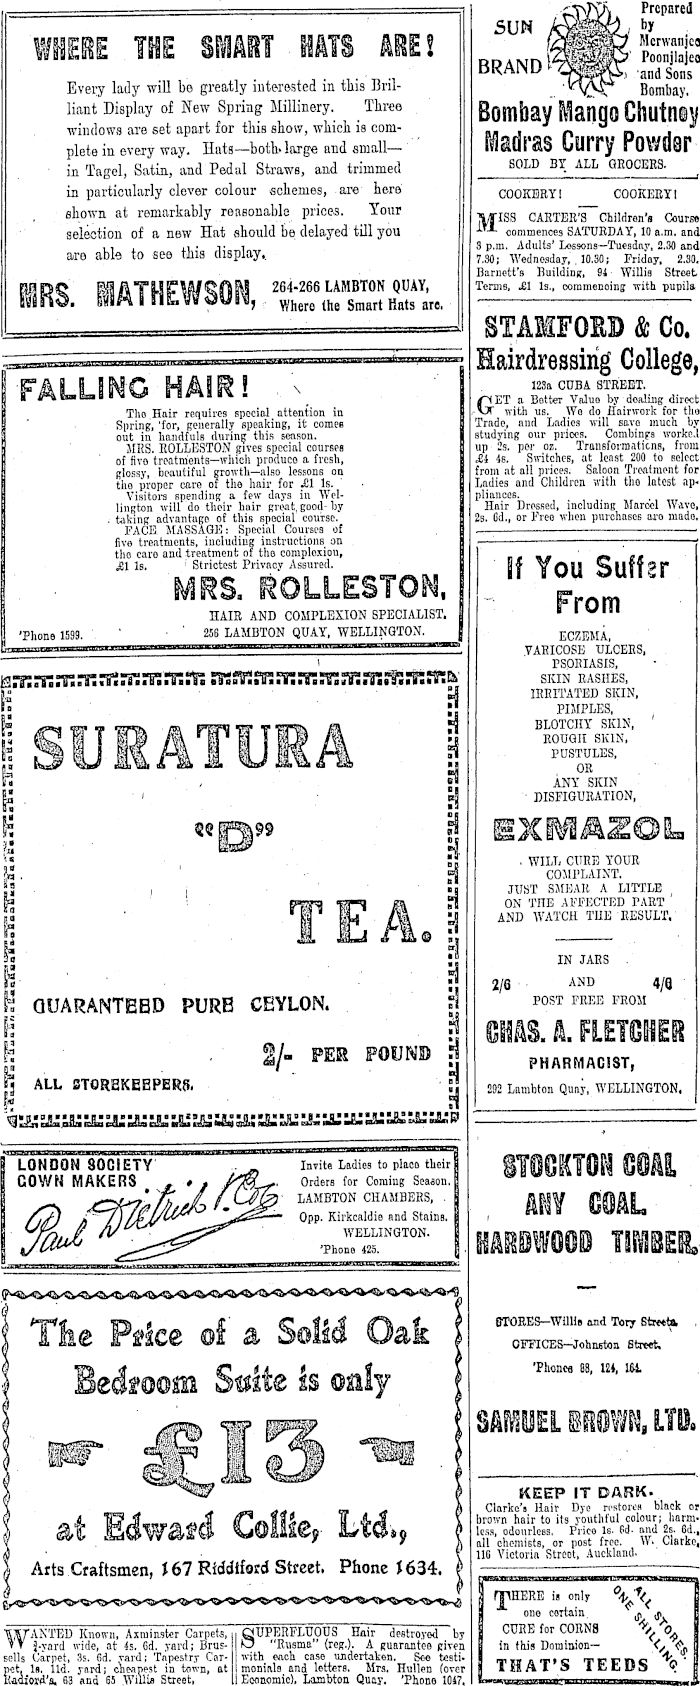 WHERE THE SMART HATS ARE!
Every lady will be greatly interested in this Bril-
liant Display of New Spring Millinery. Three
windows are set apart for this show, which is com-
plete in every way. Hats—both large and small—
in Tagel, Satin, and Pedal Straws, and trimmed
in particularly clever colour schemes, are here
shown at remarkably reasonable prices. Your
selection of a new Hat should be delayed till you
are able to see this display.
MRS. MATHEWSON,
264-266 LAMBTON QUAY,
Where the Smart Hats are.
FALLING HAIR!
The Hair requires special attention in
Spring, for, generally speaking, it comes
out in handfuls during this season.
MRS. ROLLESTON gives special courses
of five treatments—which produce a fresh,
glossy, beautiful growth—also lessons on
the proper care of the hair for £1 1s.
Visitors spending a few days in Wel-
lington will do their hair great good by
taking advantage of this special course.
FACE MASSAGE: Special Courses of
five treatments, including instructions on
the care and treatment of the complexion,
£1 1s. Strictest Privacy Assured.
MRS. ROLLESTON,
HAIR AND COMPLEXION SPECIALIST,
'Phone 1599. 256 LAMBTON QUAY, WELLINGTON.
SURATURA
"D"
TEA.
GUARANTEED PURE CEYLON.
2/- PER POUND
ALL STOREKEEPERS.
LONDON SOCIETY
GOWN MAKERS
Paul Dietrich & Co.
Invite Ladies to place their
Orders for Coming Season.
LAMBTON CHAMBERS,
Opp. Kirkcaldie and Stains.
WELLINGTON.
'Phone 425.
The Price of a Solid Oak
Bedroom Suite is only
£13
at Edward Collie, Ltd.,
Arts Craftsmen, 167 Riddiford Street. Phone 1634.
WANTED Known, Axminster Carpets,
¾-yard wide, at 4s. 6d. yard; Brus-
sells Carpet, 3s. 6d. yard; Tapestry Car-
pet, 1s. 11d. yard; cheapest in town, at
Radford's, 63 and 65 Willis Street,
SUPERFLUOUS Hair destroyed by
"Rusma" (reg.). A guarantee given
with each case undertaken. See testi-
monials and letters. Mrs. Hullen (over
Economic), Lambton Quay. 'Phone 1047,
SUN
BRAND
Prepared
by
Merwanjee
Poonjiajee
and Sons
Bombay.
Bombay Mango Chutney
Madras Curry Powder
SOLD BY ALL GROCERS.
COOKERY! COOKERY!
MISS CARTER'S Children's Course
commences SATURDAY, 10 a.m. and
3 p.m. Adults' Lessons—Tuesday, 2.30 and
7.30; Wednesday, 10.30; Friday, 2.30.
Barnett's Building, 94 Willis Street
Terms, £1 1s., commencing with pupils
STAMFORD & Co.
Hairdressing College,
123a CUBA STREET.
GET a Better Value by dealing direct
with us. We do Hairwork for the
Trade, and Ladies will save much by
studying our prices. Combings worked
up 2s. per oz. Transformations, from
£4 4s. Switches, at least 200 to select
from at all prices. Saloon Treatment for
Ladies and Children with the latest ap-
pliances.
Hair Dressed, including Marcel Wave,
2s. 6d., or Free when purchases are made.
If You Suffer
From
ECZEMA,
VARICOSE ULCERS,
PSORIASIS,
SKIN RASHES,
IRRITATED SKIN,
PIMPLES,
BLOTCHY SKIN,
ROUGH SKIN,
PUSTULES,
OR
ANY SKIN
DISFIGURATION,
EXMAZOL
WILL CURE YOUR
COMPLAINT.
JUST SMEAR A LITTLE
ON THE AFFECTED PART
AND WATCH THE RESULT.
IN JARS
2/6 AND 4/6
POST FREE FROM
CHAS. A. FLETCHER
PHARMACIST,
292 Lambton Quay, WELLINGTON.
STOCKTON COAL
ANY COAL.
HARDWOOD TIMBER.
STORES—Willis and Tory Streets.
OFFICES—Johnston Street.
'Phones 88, 124, 164.
SAMUEL BROWN, LTD.
KEEP IT DARK.
Clarke's Hair Dye restores black or
brown hair to its youthful colour; harm-
less, odourless. Price 1s. 6d. and 2s. 6d.,
all chemists, or post free. W. Clarke,
116 Victoria Street, Auckland.
THERE is only
one certain
CURE for CORNS
in this Dominion—
THAT'S TEEDS
ALL STORES.
ONE SHILLING.